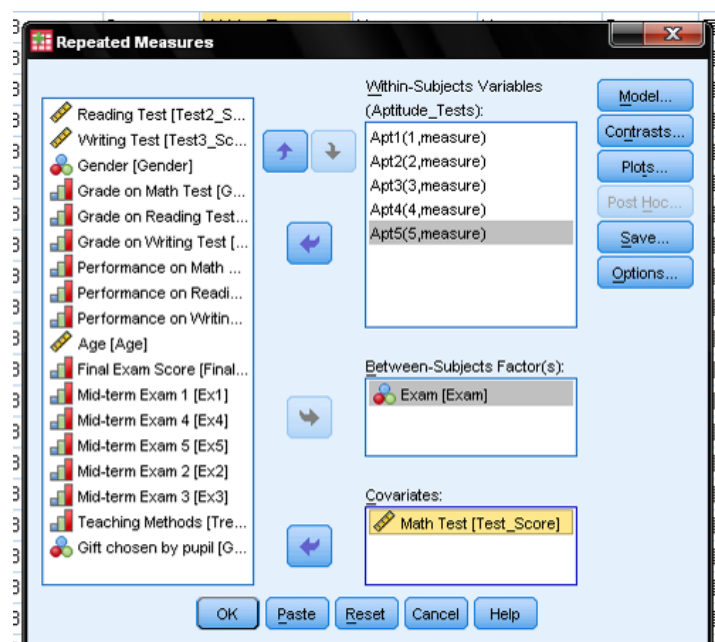 Repeated Measures
Reading Test [Test2_S...
Writing Test [Test3_Sc...
Gender [Gender]
Grade on Math Test [G...
Grade on Reading Test...
Grade on Writing Test [...
Performance on Math ...
Performance on Readi...
Performance on Writin...
Age [Age]
Final Exam Score [Final...
Mid-term Exam 1 [Ex1]
Mid-term Exam 4 [Ex4]
Mid-term Exam 5 [Ex5]
Mid-term Exam 2 [Ex2]
Mid-term Exam 3 [Ex3]
Teaching Methods [Tre...
Gift chosen by pupil [G...
Within-Subjects Variables
(Aptitude_Tests):
Apt1(1,measure)
Apt2(2,measure)
Apt3(3,measure)
Apt4(4,measure)
Apt5(5,measure)
Between-Subjects Factor(s):
Exam [Exam]
Covariates:
Math Test [Test_Score]
Model...
Contrasts...
Plots...
Post Hoc...
Save...
Options...
OK
Paste
Reset
Cancel
Help